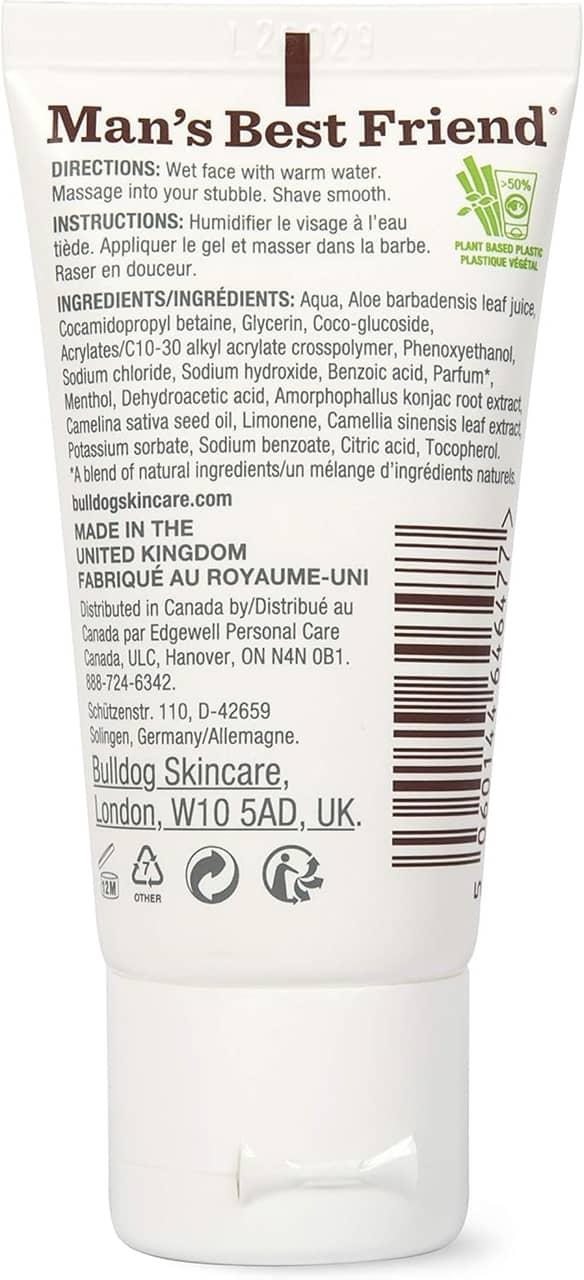 L26029
Man's Best Friend®
DIRECTIONS: Wet face with warm water.
Massage into your stubble. Shave smooth.
INSTRUCTIONS: Humidifier le visage à l'eau
tiède. Appliquer le gel et masser dans la barbe.
Raser en douceur.
>50%
PLANT BASED PLASTIC
PLASTIQUE VÉGÉTAL
INGREDIENTS/INGRÉDIENTS: Aqua, Aloe barbadensis leaf juice,
Cocamidopropyl betaine, Glycerin, Coco-glucoside,
Acrylates/C10-30 alkyl acrylate crosspolymer, Phenoxyethanol,
Sodium chloride, Sodium hydroxide, Benzoic acid, Parfum*,
Menthol, Dehydroacetic acid, Amorphophallus konjac root extract,
Camelina sativa seed oil, Limonene, Camellia sinensis leaf extract,
Potassium sorbate, Sodium benzoate, Citric acid, Tocopherol.
*A blend of natural ingredients/un mélange d'ingrédients naturels.
bulldogskincare.com
MADE IN THE
UNITED KINGDOM
FABRIQUÉ AU ROYAUME-UNI
Distributed in Canada by/Distribué au
Canada par Edgewell Personal Care
Canada, ULC, Hanover, ON N4N 0B1.
888-724-6342.
Schützenstr. 110, D-42659
Solingen, Germany/Allemagne.
Bulldog Skincare,
London, W10 5AD, UK.
12M
7
OTHER
5 060144 646477 >